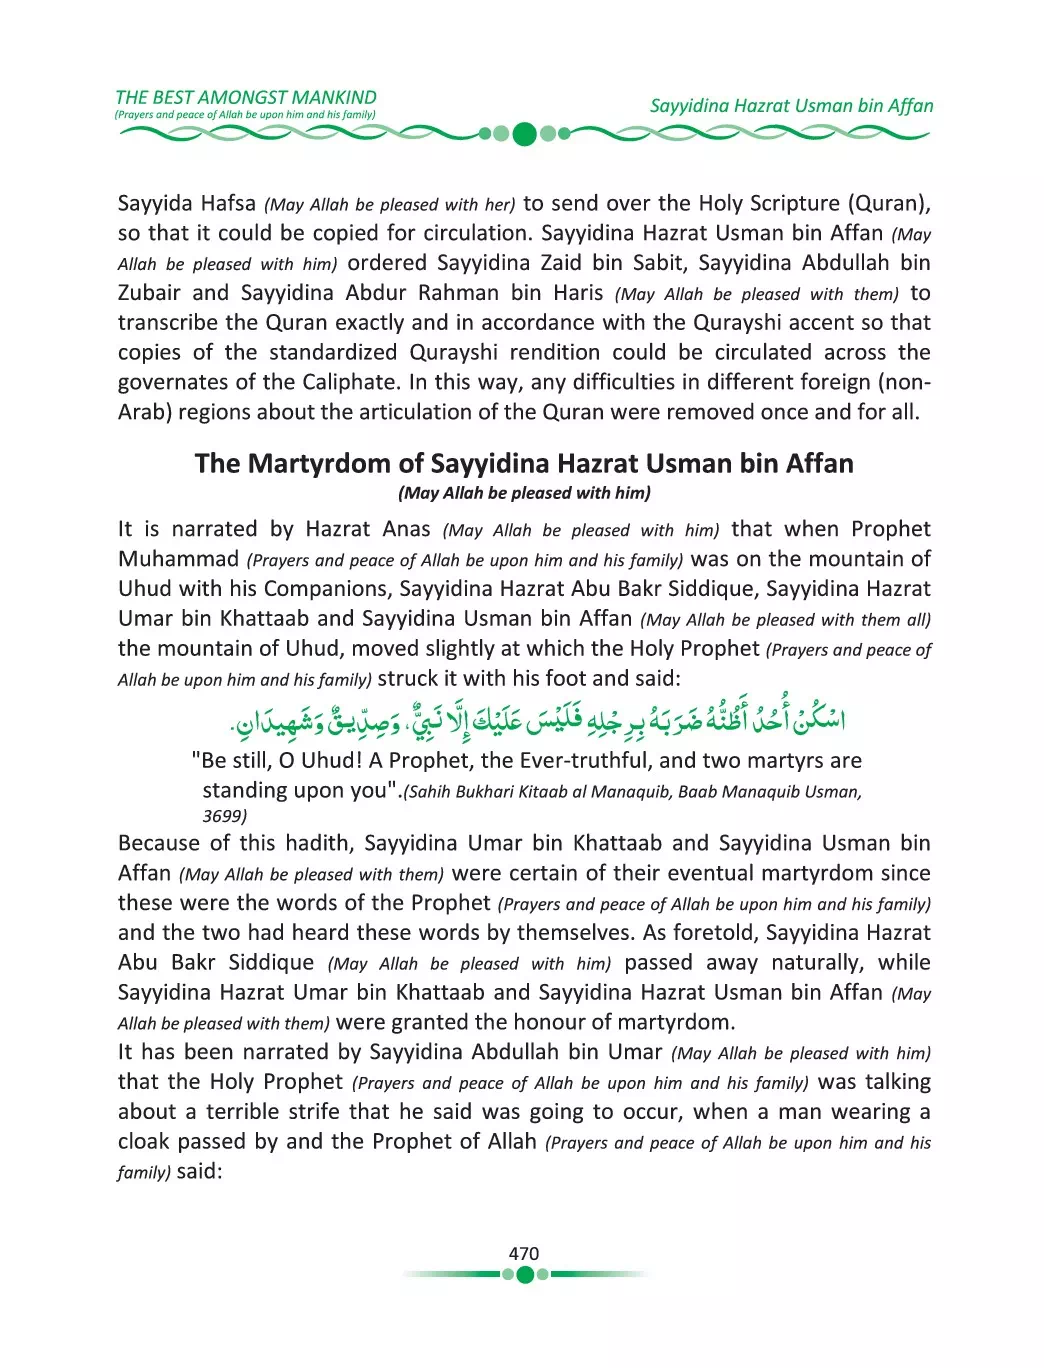 THE BEST AMONGST MANKIND
(Prayers and peace of Allah be upon him and his family)
Sayyidina Hazrat Usman bin Affan
Sayyida Hafsa (May Allah be pleased with her) to send over the Holy Scripture (Quran),
so that it could be copied for circulation. Sayyidina Hazrat Usman bin Affan (May
Allah be pleased with him) ordered Sayyidina Zaid bin Sabit, Sayyidina Abdullah bin
Zubair and Sayyidina Abdur Rahman bin Haris (May Allah be pleased with them) to
transcribe the Quran exactly and in accordance with the Qurayshi accent so that
copies of the standardized Qurayshi rendition could be circulated across the
governates of the Caliphate. In this way, any difficulties in different foreign (non-
Arab) regions about the articulation of the Quran were removed once and for all.
The Martyrdom of Sayyidina Hazrat Usman bin Affan
(May Allah be pleased with him)
It is narrated by Hazrat Anas (May Allah be pleased with him) that when Prophet
Muhammad (Prayers and peace of Allah be upon him and his family) was on the mountain of
Uhud with his Companions, Sayyidina Hazrat Abu Bakr Siddique, Sayyidina Hazrat
Umar bin Khattaab and Sayyidina Usman bin Affan (May Allah be pleased with them all)
the mountain of Uhud, moved slightly at which the Holy Prophet (Prayers and peace of
Allah be upon him and his family) struck it with his foot and said:
اسْكُنْ أُحُدُ أَظُنُّهُ ضَرَبَهُ بِرِجْلِهِ فَلَيْسَ عَلَيْكَ إِلَّا نَبِيٌّ، وَصِدِّيقٌ وَشَهِيدَانِ.
"Be still, O Uhud! A Prophet, the Ever-truthful, and two martyrs are
standing upon you".(Sahih Bukhari Kitaab al Manaquib, Baab Manaquib Usman,
3699)
Because of this hadith, Sayyidina Umar bin Khattaab and Sayyidina Usman bin
Affan (May Allah be pleased with them) were certain of their eventual martyrdom since
these were the words of the Prophet (Prayers and peace of Allah be upon him and his family)
and the two had heard these words by themselves. As foretold, Sayyidina Hazrat
Abu Bakr Siddique (May Allah be pleased with him) passed away naturally, while
Sayyidina Hazrat Umar bin Khattaab and Sayyidina Hazrat Usman bin Affan (May
Allah be pleased with them) were granted the honour of martyrdom.
It has been narrated by Sayyidina Abdullah bin Umar (May Allah be pleased with him)
that the Holy Prophet (Prayers and peace of Allah be upon him and his family) was talking
about a terrible strife that he said was going to occur, when a man wearing a
cloak passed by and the Prophet of Allah (Prayers and peace of Allah be upon him and his
family) said:
470